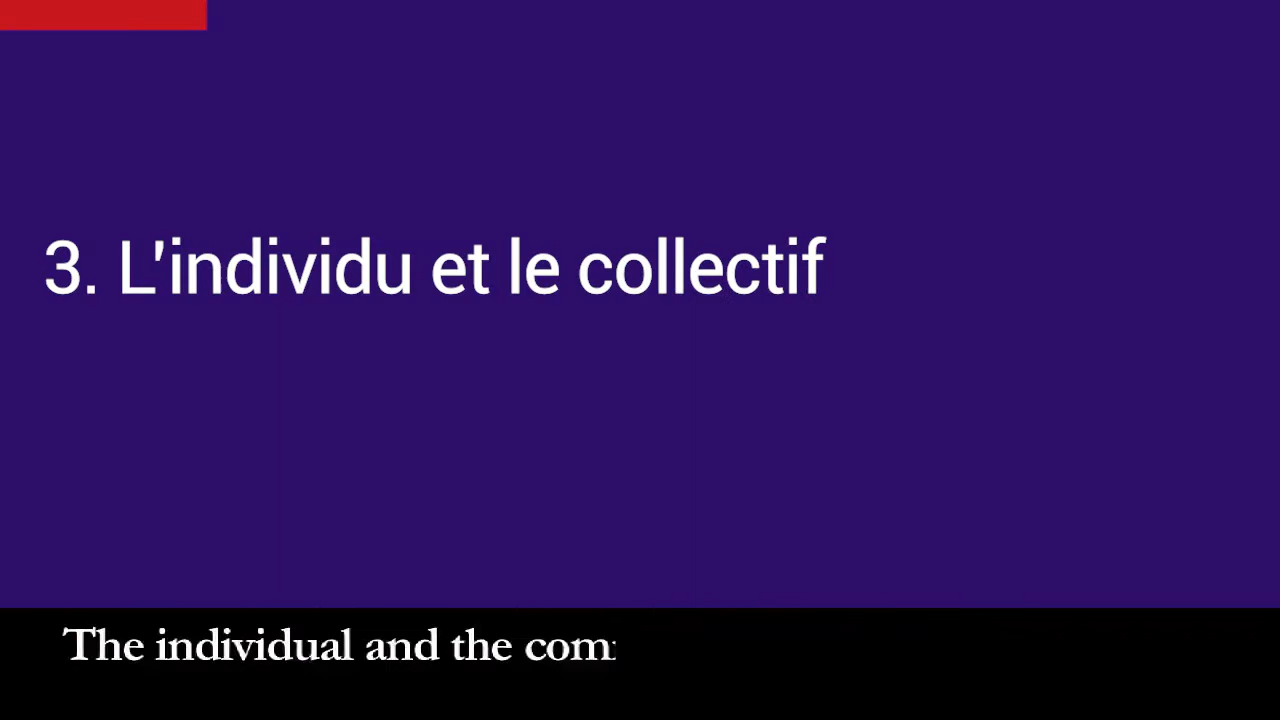 3. L'individu et le collectif
The individual and the com